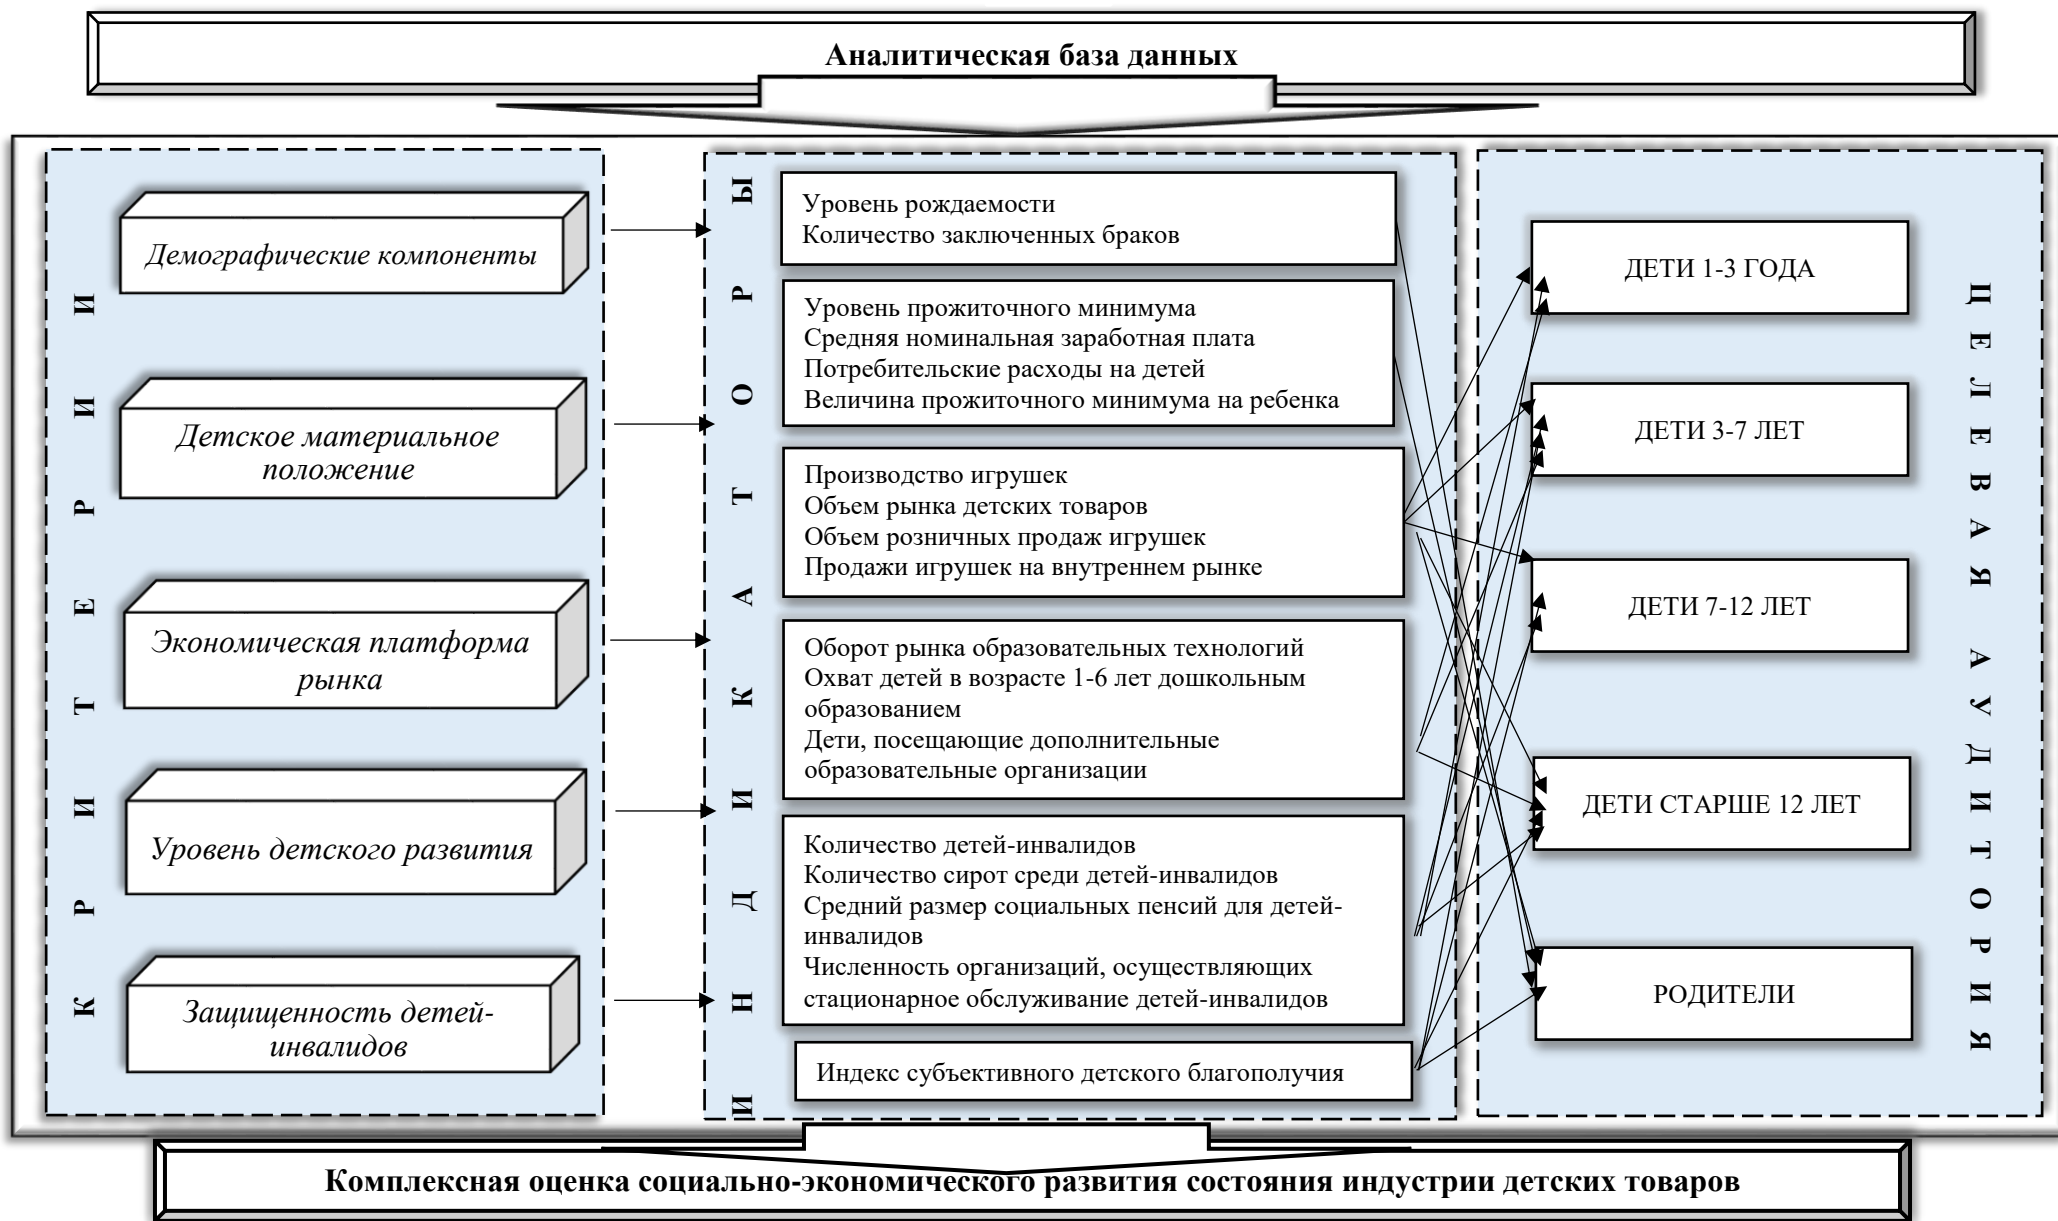 Аналитическая база данных
КРИТЕРИИ
Демографические компоненты
Детское материальное
положение
Экономическая платформа
рынка
Уровень детского развития
Защищенность детей-
инвалидов
ИНДИКАТОРЫ
Уровень рождаемости
Количество заключенных браков
Уровень прожиточного минимума
Средняя номинальная заработная плата
Потребительские расходы на детей
Величина прожиточного минимума на ребенка
Производство игрушек
Объем рынка детских товаров
Объем розничных продаж игрушек
Продажи игрушек на внутреннем рынке
Оборот рынка образовательных технологий
Охват детей в возрасте 1-6 лет дошкольным
образованием
Дети, посещающие дополнительные
образовательные организации
Количество детей-инвалидов
Количество сирот среди детей-инвалидов
Средний размер социальных пенсий для детей-
инвалидов
Численность организаций, осуществляющих
стационарное обслуживание детей-инвалидов
Индекс субъективного детского благополучия
ДЕТИ 1-3 ГОДА
ДЕТИ 3-7 ЛЕТ
ДЕТИ 7-12 ЛЕТ
ДЕТИ СТАРШЕ 12 ЛЕТ
РОДИТЕЛИ
ЦЕЛЕВАЯ АУДИТОРИЯ
Комплексная оценка социально-экономического развития состояния индустрии детских товаров